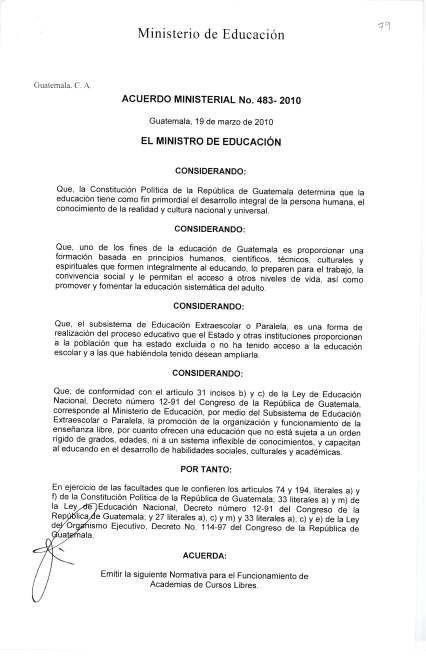 79
Ministerio de Educación
Guatemala, C. A.
ACUERDO MINISTERIAL No. 483- 2010
Guatemala, 19 de marzo de 2010
EL MINISTRO DE EDUCACIÓN
CONSIDERANDO:
Que, la Constitución Política de la República de Guatemala determina que la
educación tiene como fin primordial el desarrollo integral de la persona humana, el
conocimiento de la realidad y cultura nacional y universal.
CONSIDERANDO:
Que, uno de los fines de la educación de Guatemala es proporcionar una
formación basada en principios humanos, científicos, técnicos, culturales y
espirituales que formen integralmente al educando, lo preparen para el trabajo, la
convivencia social y le permitan el acceso a otros niveles de vida, así como
promover y fomentar la educación sistemática del adulto.
CONSIDERANDO:
Que, el subsistema de Educación Extraescolar o Paralela, es una forma de
realización del proceso educativo que el Estado y otras instituciones proporcionan
a la población que ha estado excluida o no ha tenido acceso a la educación
escolar y a las que habiéndola tenido desean ampliarla.
CONSIDERANDO:
Que, de conformidad con el artículo 31 incisos b) y c) de la Ley de Educación
Nacional, Decreto número 12-91 del Congreso de la República de Guatemala,
corresponde al Ministerio de Educación, por medio del Subsistema de Educación
Extraescolar o Paralela, la promoción de la organización y funcionamiento de la
enseñanza libre, por cuanto ofrecen una educación que no está sujeta a un orden
rígido de grados, edades, ni a un sistema inflexible de conocimientos, y capacitan
al educando en el desarrollo de habilidades sociales, culturales y académicas.
POR TANTO:
En ejercicio de las facultades que le confieren los artículos 74 y 194, literales a) y
f) de la Constitución Política de la República de Guatemala; 33 literales a) y m) de
la Ley de Educación Nacional, Decreto número 12-91 del Congreso de la
República de Guatemala; y 27 literales a), c) y m) y 33 literales a), c) y e) de la Ley
del Organismo Ejecutivo, Decreto No. 114-97 del Congreso de la República de
Guatemala.
ACUERDA:
Emitir la siguiente Normativa para el Funcionamiento de
Academias de Cursos Libres.